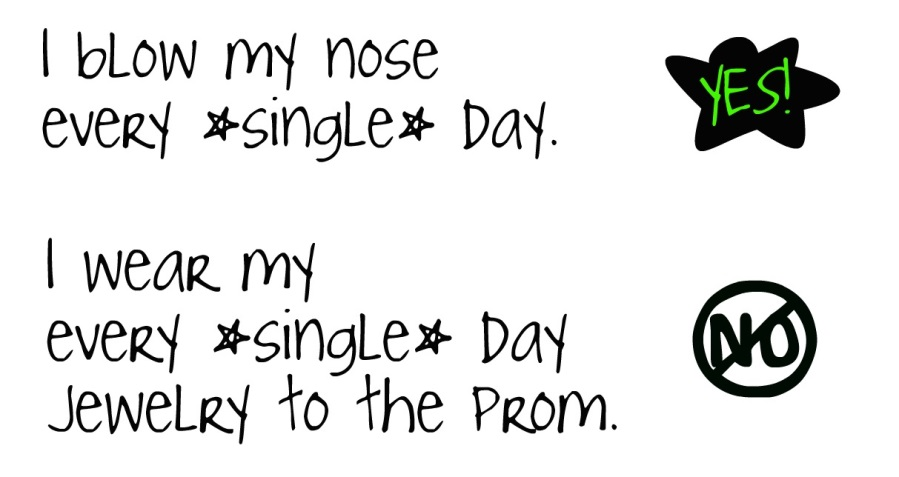 I blow my nose
every *single* Day. YES!
I wear my
every *single* Day NO
Jewelry to the Prom.